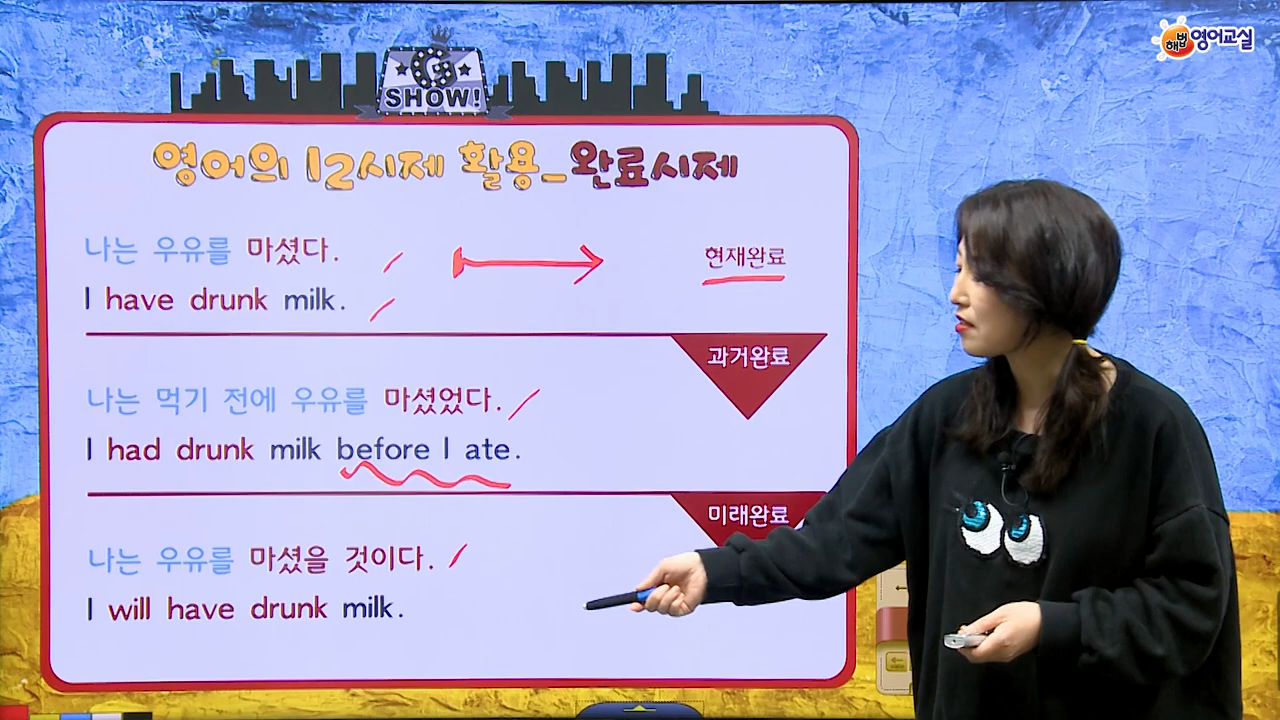 해법 영어교실
G
SHOW!
영어의 12시제 활용_완료시제
나는 우유를 마셨다.
현재완료
I have drunk milk.
과거완료
나는 먹기 전에 우유를 마셨었다.
I had drunk milk before I ate.
미래완료
나는 우유를 마셨을 것이다.
I will have drunk milk.